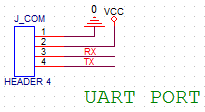 0
VCC
J_COM
1
2
3
RX
4
TX
HEADER 4
UART PORT